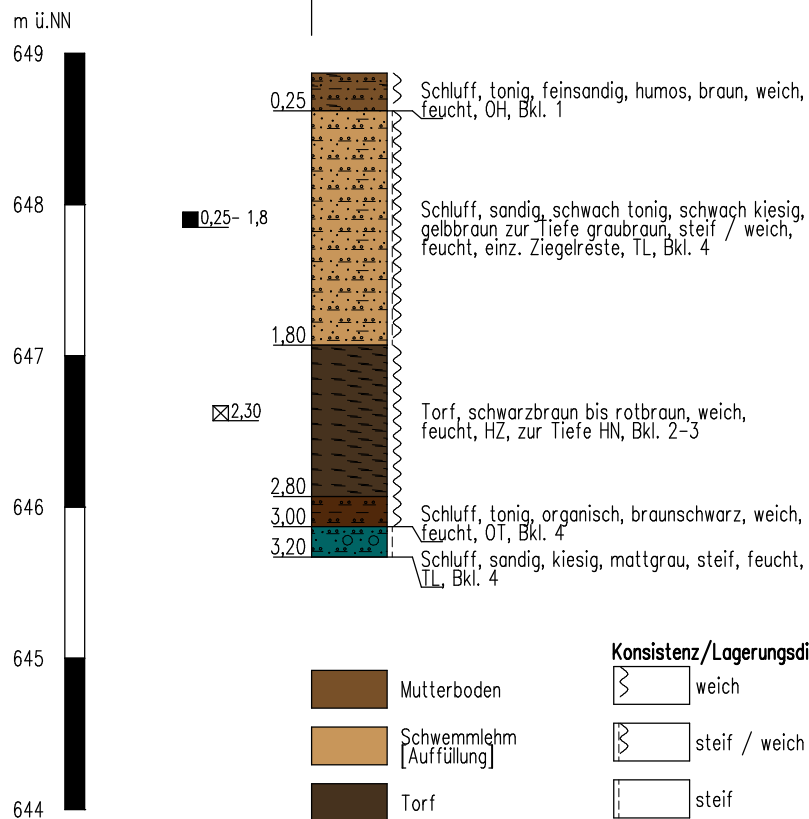 m ü.NN
649
0,25
Schluff, tonig, feinsandig, humos, braun, weich,
feucht, OH, Bkl. 1
648
0,25- 1,8
Schluff, sandig, schwach tonig, schwach kiesig,
gelbbraun zur Tiefe graubraun, steif / weich,
feucht, einz. Ziegelreste, TL, Bkl. 4
1,80
647
2,30
Torf, schwarzbraun bis rotbraun, weich,
feucht, HZ, zur Tiefe HN, Bkl. 2-3
2,80
646
3,00
Schluff, tonig, organisch, braunschwarz, weich,
feucht, OT, Bkl. 4
3,20
Schluff, sandig, kiesig, mattgrau, steif, feucht,
TL, Bkl. 4
645
Konsistenz/Lagerungsdi
Mutterboden
weich
Schwemmlehm
[Auffüllung]
steif / weich
Torf
steif
644